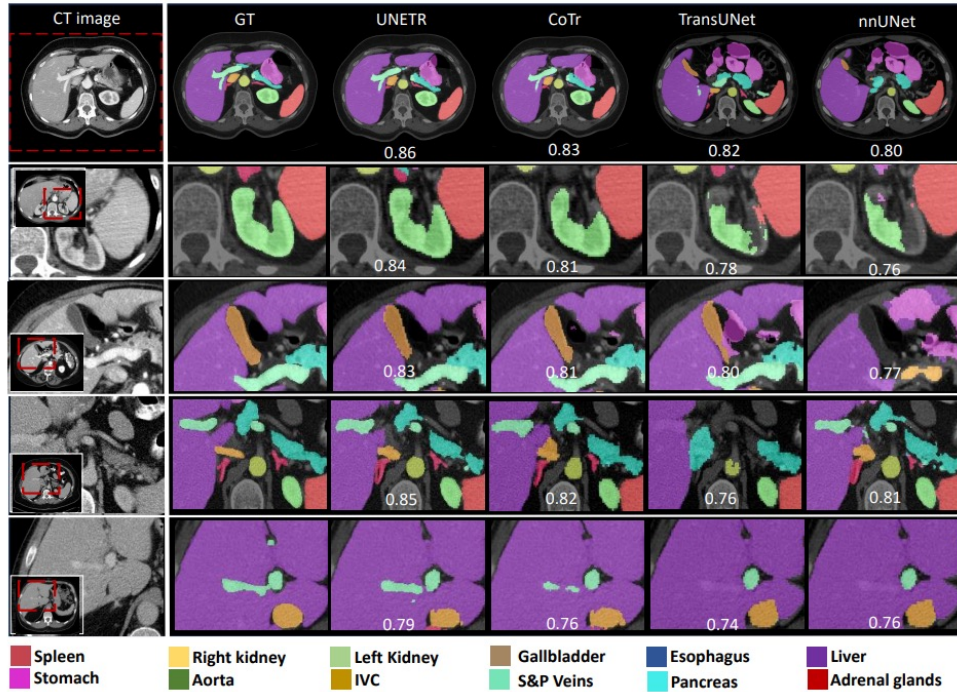 CT image GT UNETR CoTr TransUNet nnUNet
0.86 0.83 0.82 0.80
0.84 0.81 0.78 0.76
0.83 0.81 0.80 0.77
0.85 0.82 0.76 0.81
0.79 0.76 0.74 0.76
Spleen Right kidney Left Kidney Gallbladder Esophagus Liver
Stomach Aorta IVC S&P Veins Pancreas Adrenal glands